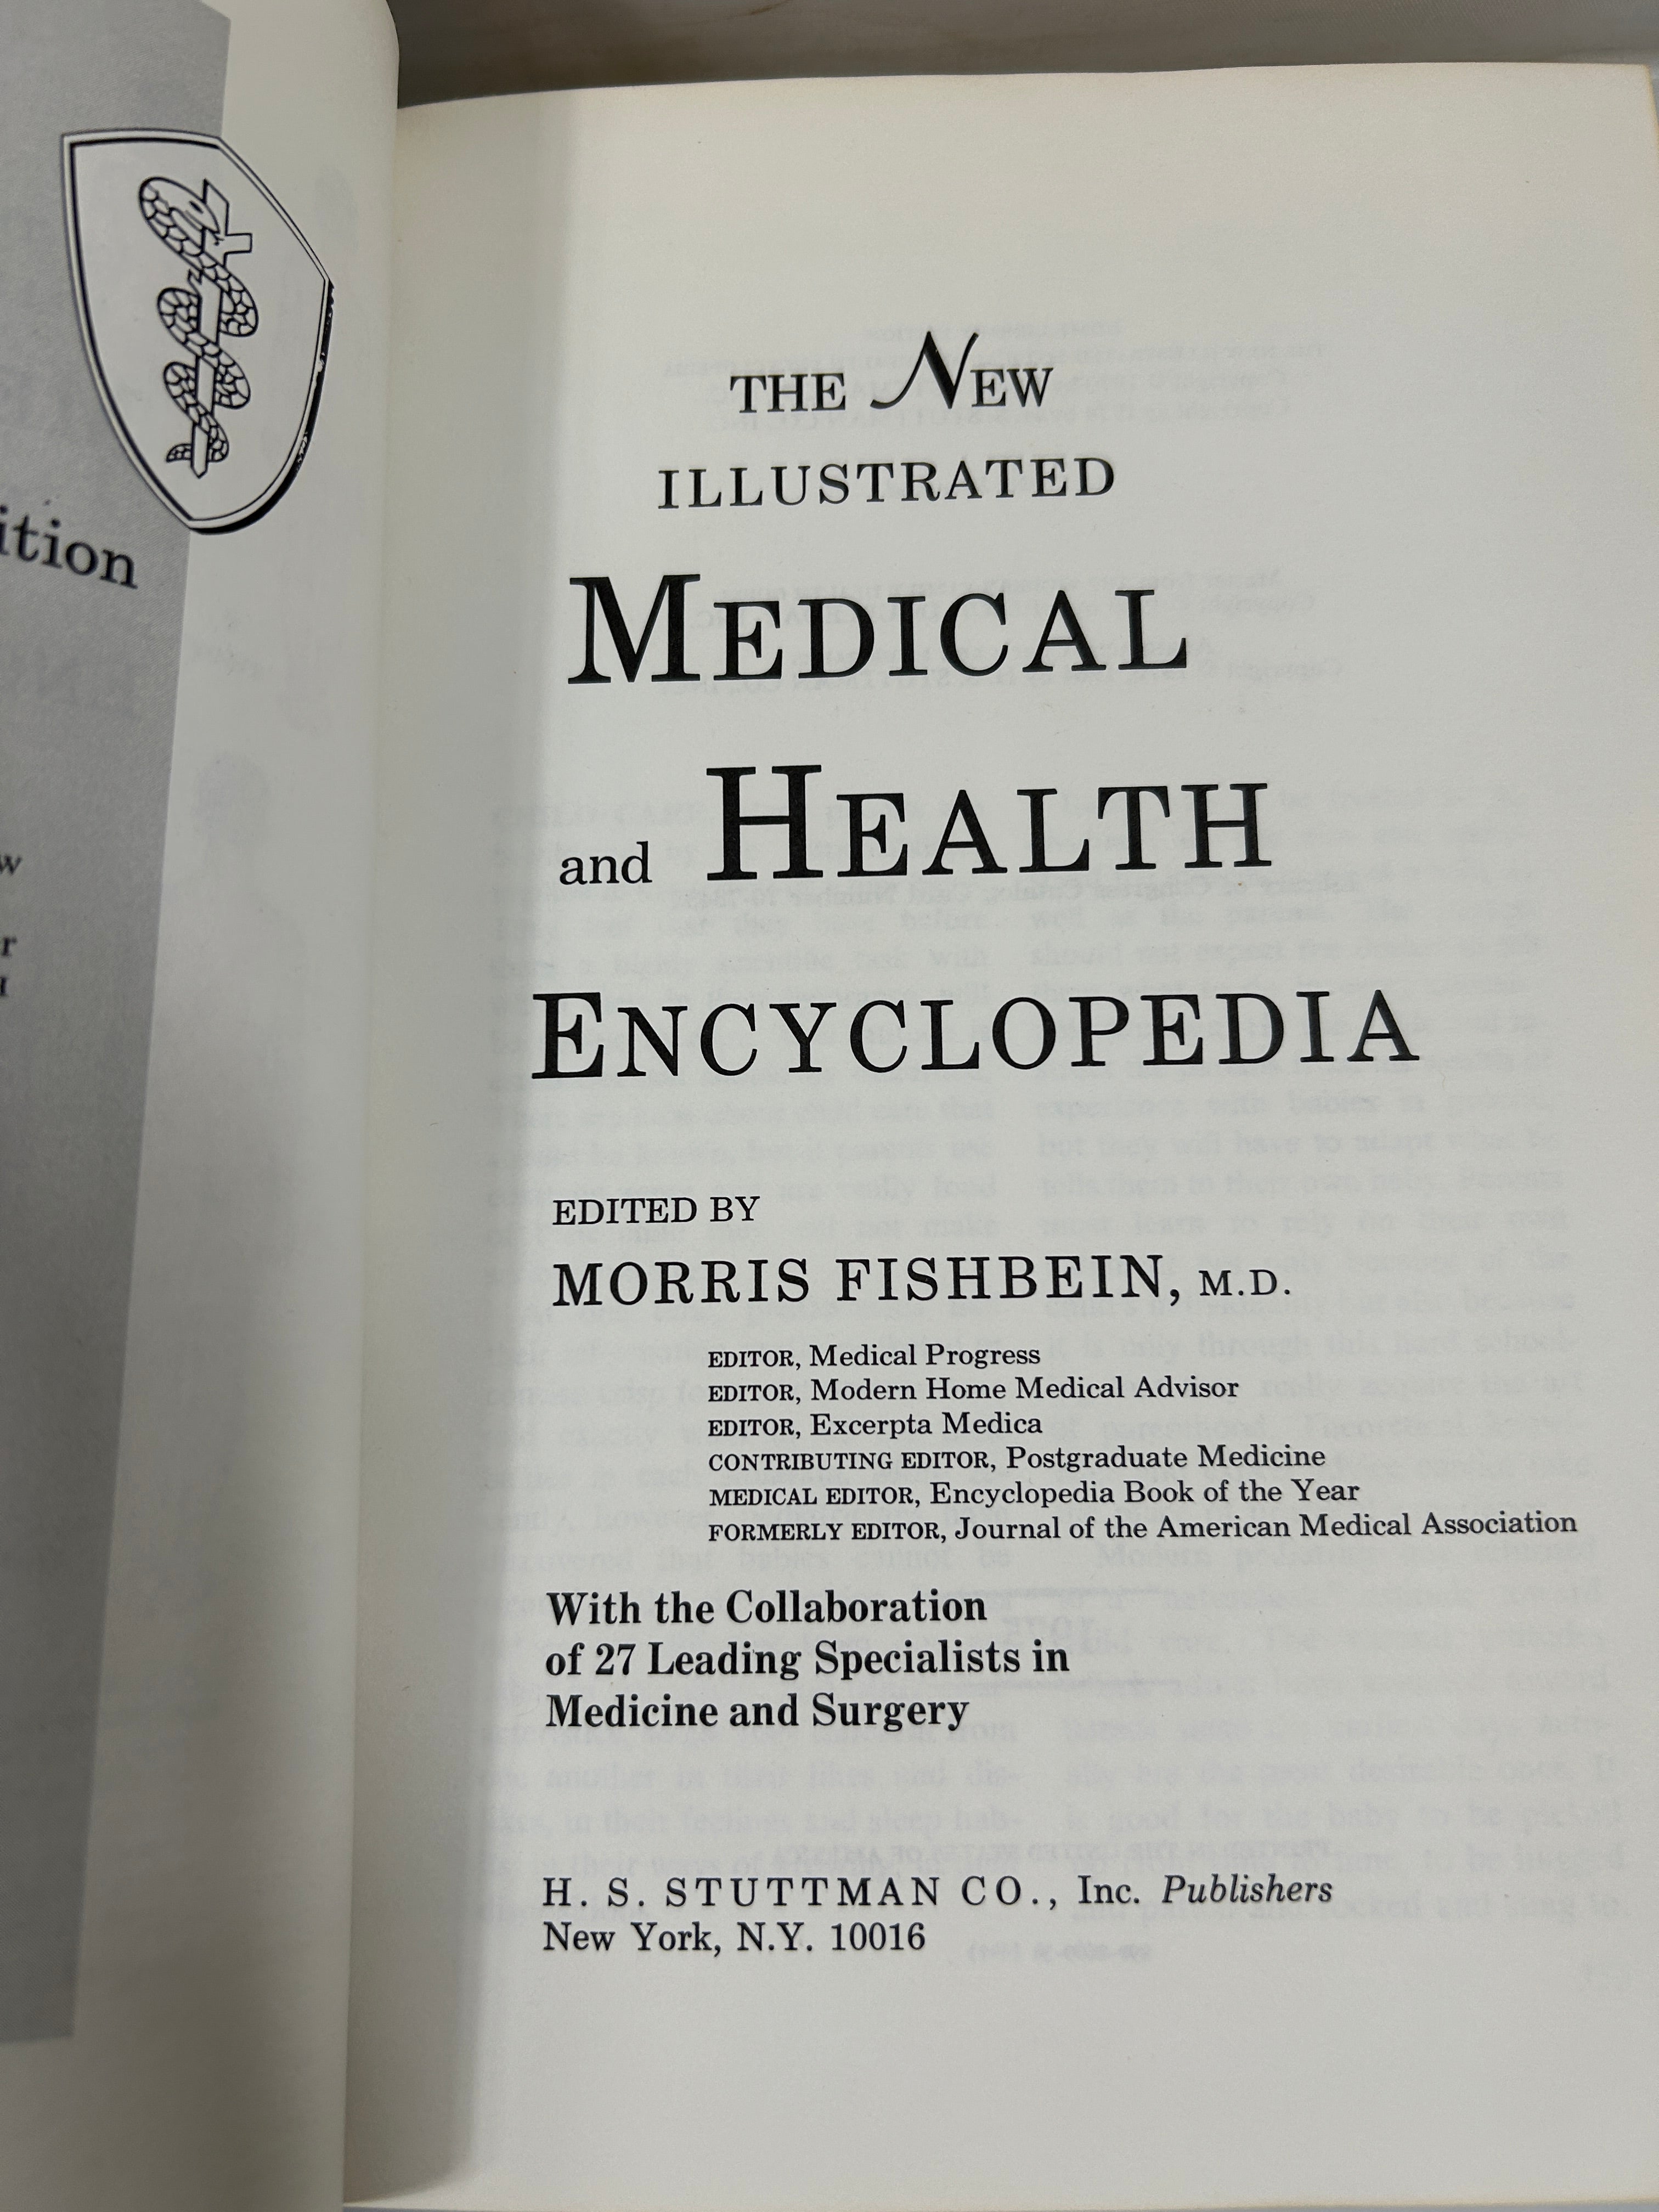 ition
w
r
H
THE NEW
ILLUSTRATED
MEDICAL
and HEALTH
ENCYCLOPEDIA
EDITED BY
MORRIS FISHBEIN, M.D.
EDITOR, Medical Progress
EDITOR, Modern Home Medical Advisor
EDITOR, Excerpta Medica
CONTRIBUTING EDITOR, Postgraduate Medicine
MEDICAL EDITOR, Encyclopedia Book of the Year
FORMERLY EDITOR, Journal of the American Medical Association
With the Collaboration
of 27 Leading Specialists in
Medicine and Surgery
H. S. STUTTMAN CO., Inc. Publishers
New York, N.Y. 10016